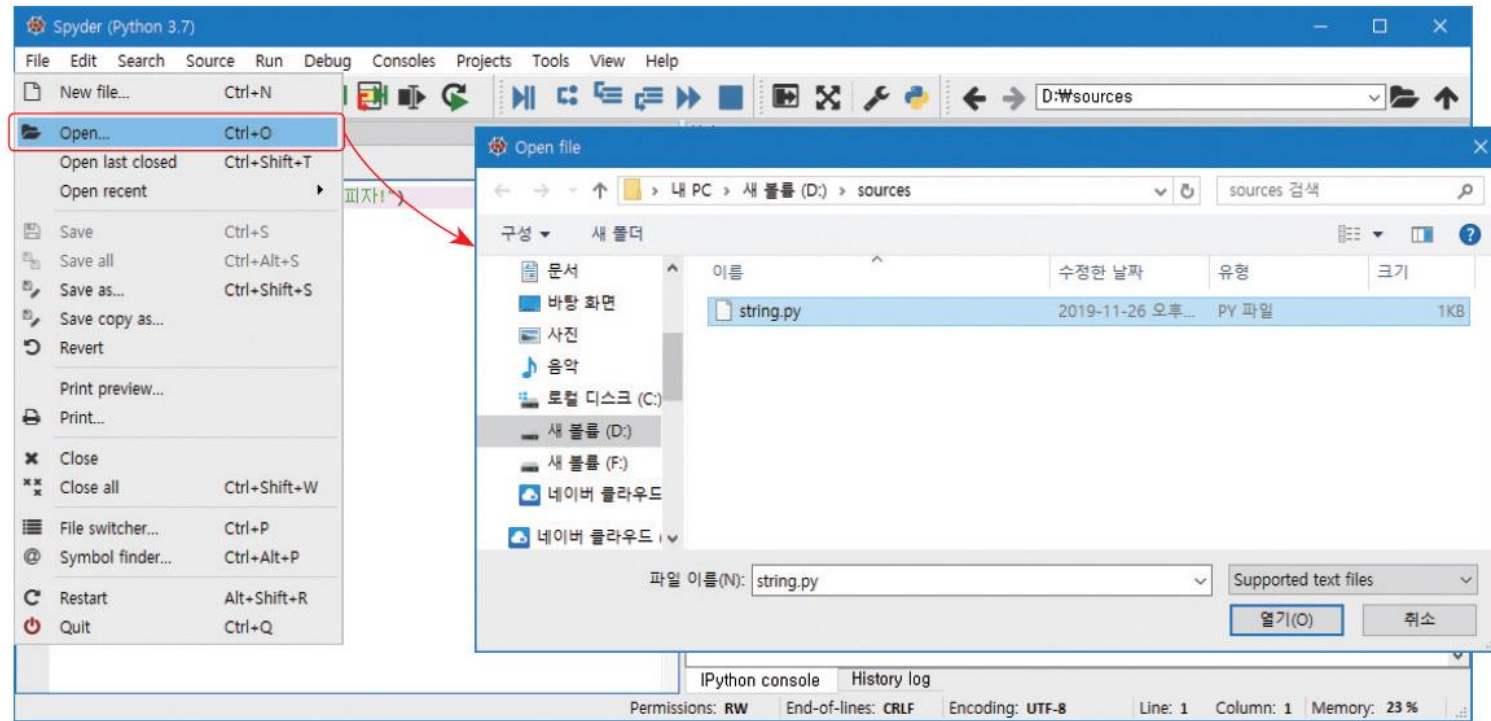 Spyder (Python 3.7)
File Edit Search Source Run Debug Consoles Projects Tools View Help
New file... Ctrl+N
D:₩sources
Open... Ctrl+O
Open last closed Ctrl+Shift+T
Open recent
피자!")
Save Ctrl+S
Save all Ctrl+Alt+S
Save as... Ctrl+Shift+S
Save copy as...
Revert
Print preview...
Print...
Close
Close all Ctrl+Shift+W
File switcher... Ctrl+P
@ Symbol finder... Ctrl+Alt+P
Restart Alt+Shift+R
Quit Ctrl+Q
Open file
내 PC > 새 볼륨 (D:) > sources
sources 검색
구성 새 폴더
이름 수정한 날짜 유형 크기
string.py 2019-11-26 오후... PY 파일 1KB
문서
바탕 화면
사진
음악
로컬 디스크 (C:)
새 볼륨 (D:)
새 볼륨 (F:)
네이버 클라우드
네이버 클라우드
파일 이름(N): string.py Supported text files
열기(O) 취소
IPython console History log
Permissions: RW End-of-lines: CRLF Encoding: UTF-8 Line: 1 Column: 1 Memory: 23 %